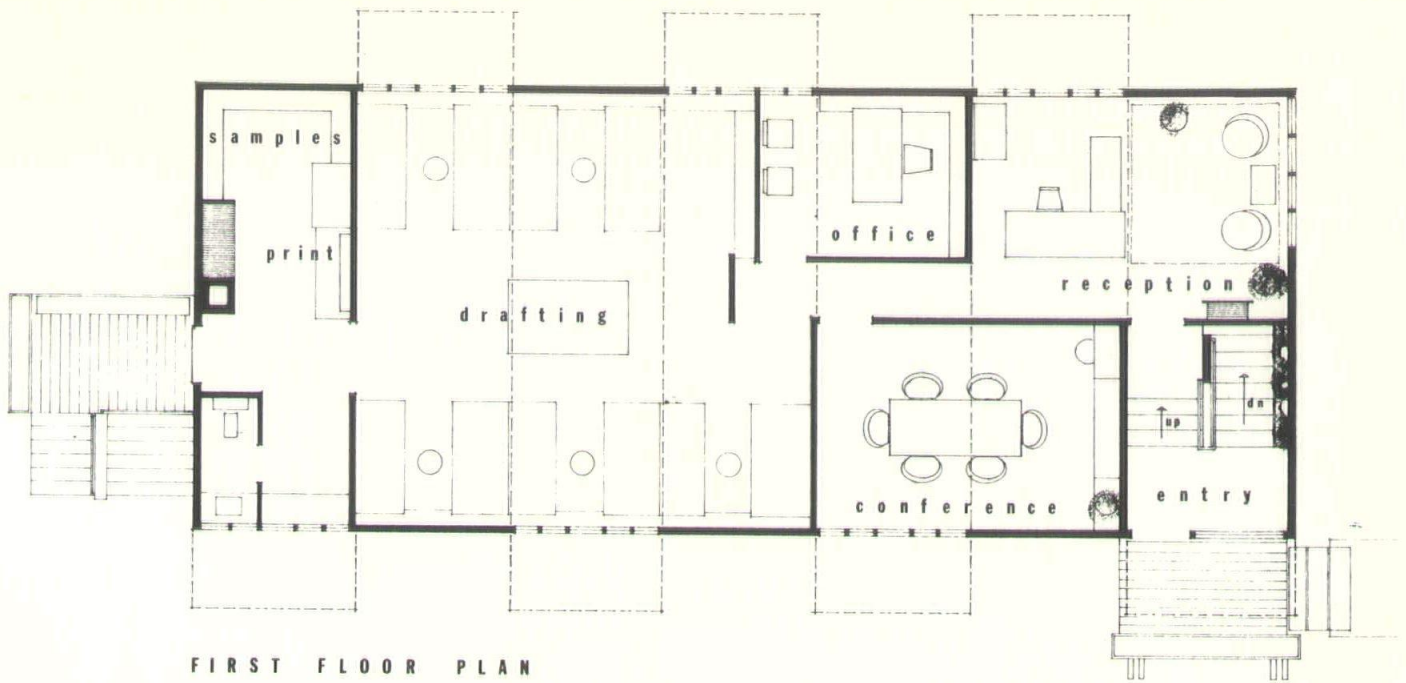 samples
print
drafting
office
reception
conference
up
dn
entry
FIRST FLOOR PLAN